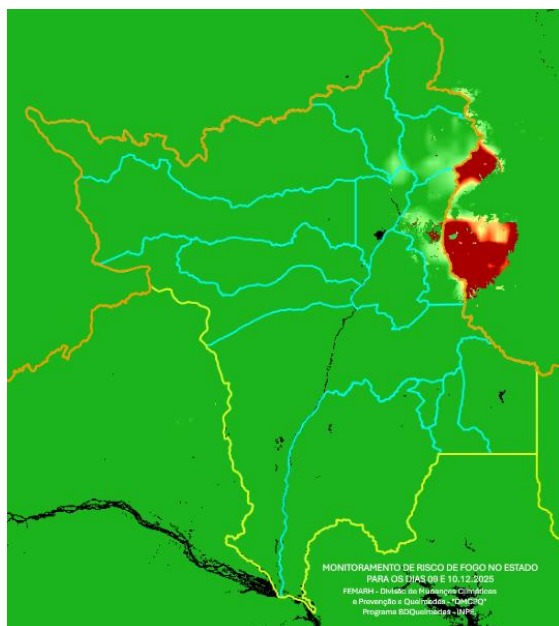 MONITORAMENTO DE RISCO DE FOGO NO ESTADO
PARA OS DIAS 09 E 10.12.2025
FEMARH - Divisão de Mudanças Climáticas
e Prevenção e Queimadas - "DMCPQ"
Programa BDQueimadas - INPE